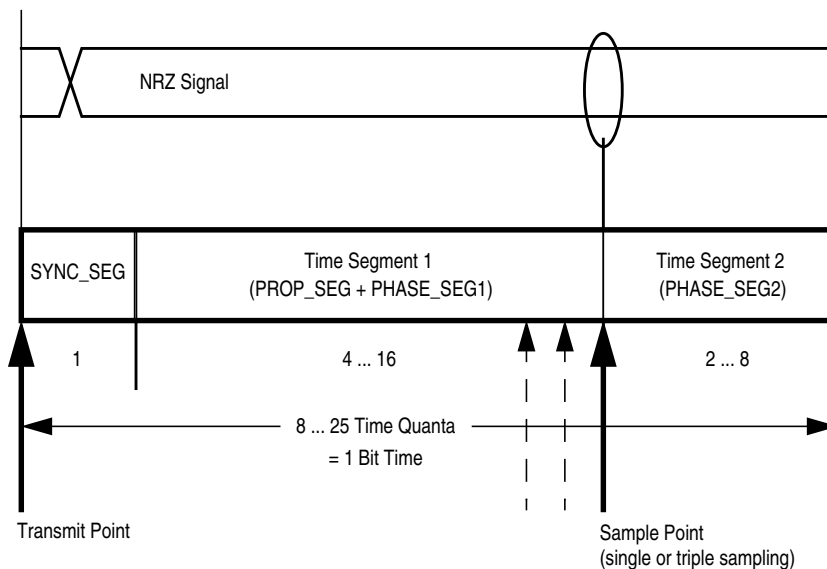 NRZ Signal
SYNC_SEG
Time Segment 1
(PROP_SEG + PHASE_SEG1)
Time Segment 2
(PHASE_SEG2)
1
4 ... 16
2 ... 8
8 ... 25 Time Quanta
= 1 Bit Time
Transmit Point
Sample Point
(single or triple sampling)